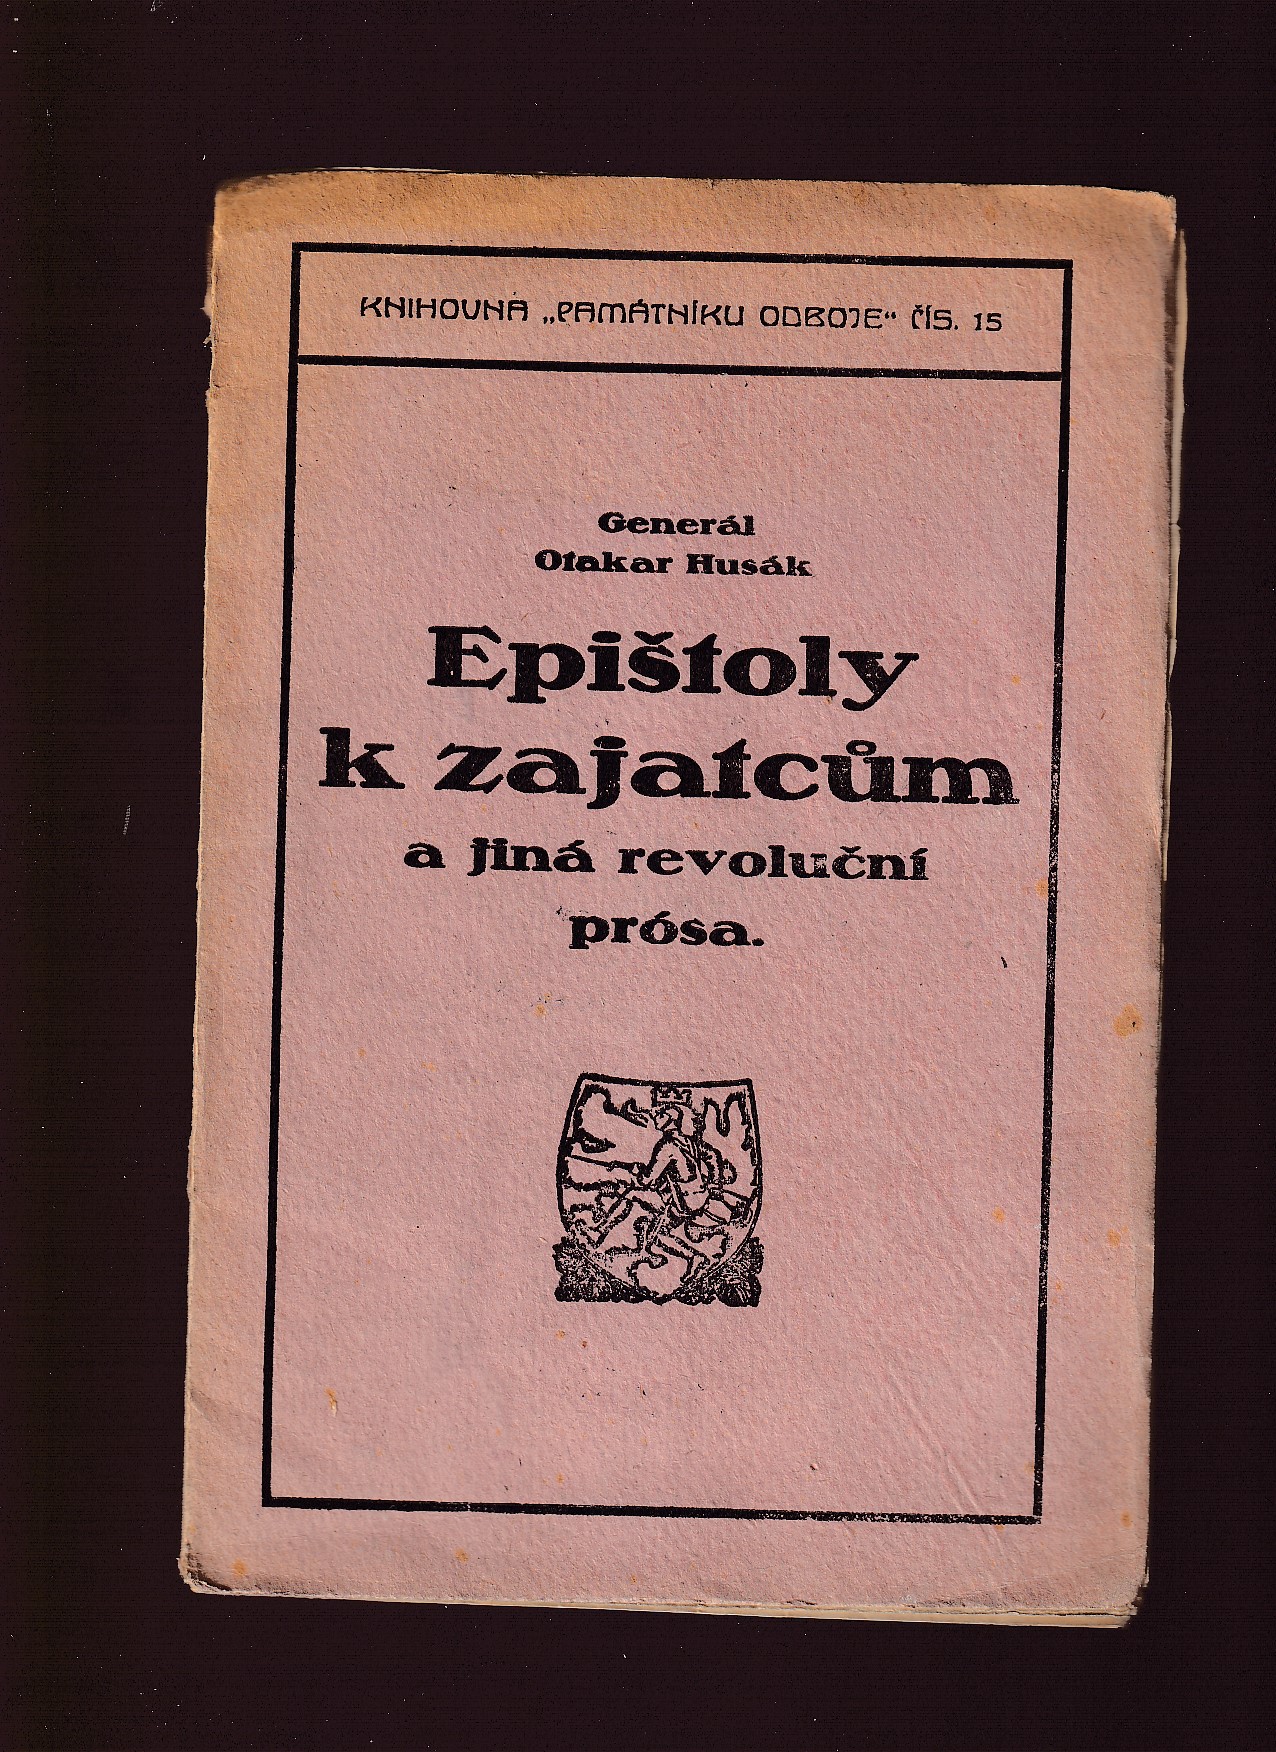 KNIHOVNA „PAMÁTNÍKU ODBOJE“ ČÍS. 15
Generál
Otakar Husák
Epištoly
k zajatcům
a jiná revoluční
prósa.